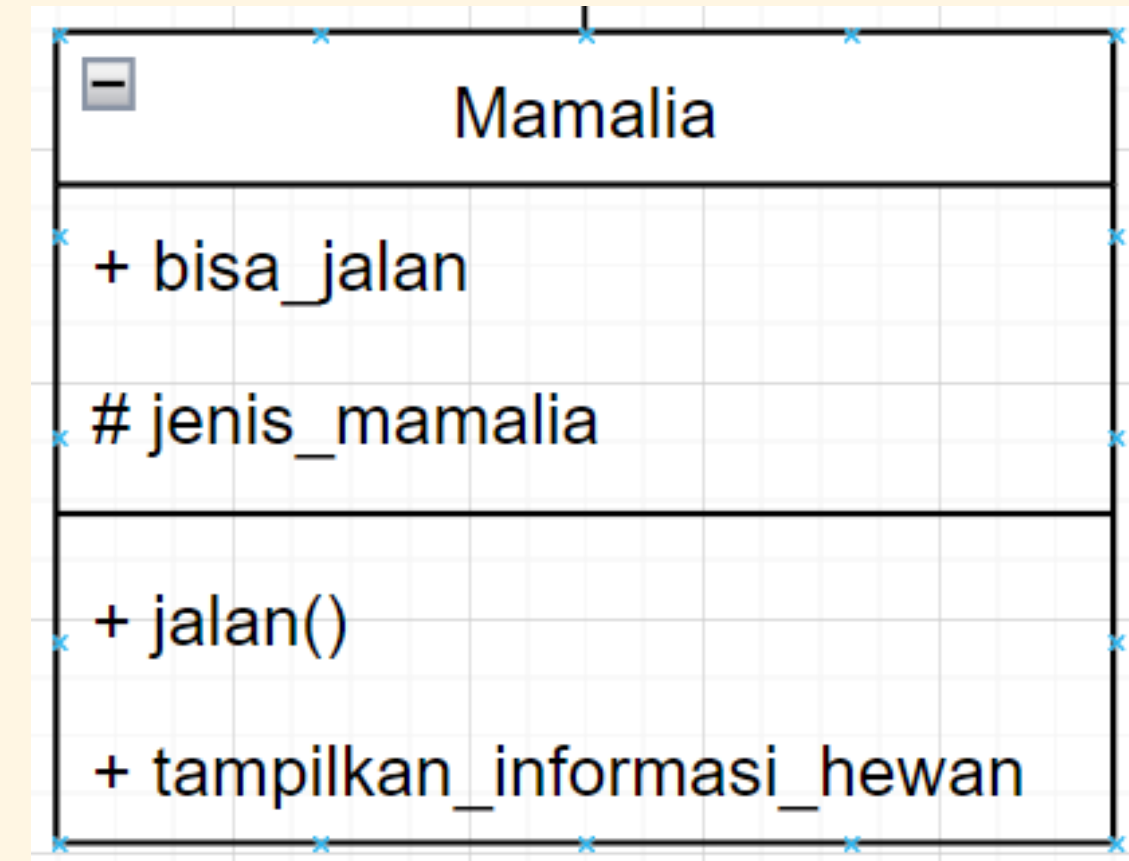 Mamalia
+ bisa_jalan
# jenis_mamalia
+ jalan()
+ tampilkan_informasi_hewan